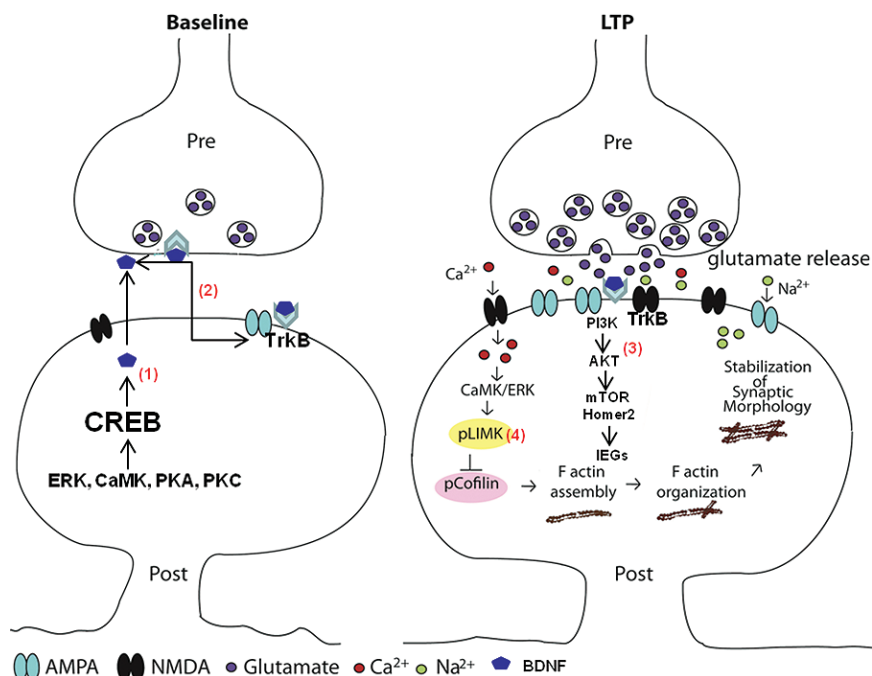 Baseline
Pre
(2)
TrkB
(1)
CREB
ERK, CaMK, PKA, PKC
Post
LTP
Pre
glutamate release
Ca²⁺
Na²⁺
TrkB
PI3K
(3)
AKT
CaMK/ERK
mTOR
Homer2
Stabilization
of
Synaptic
Morphology
pLIMK (4)
IEGs
pCofilin
F actin
assembly
F actin
organization
Post
AMPA
NMDA
Glutamate
Ca²⁺
Na²⁺
BDNF